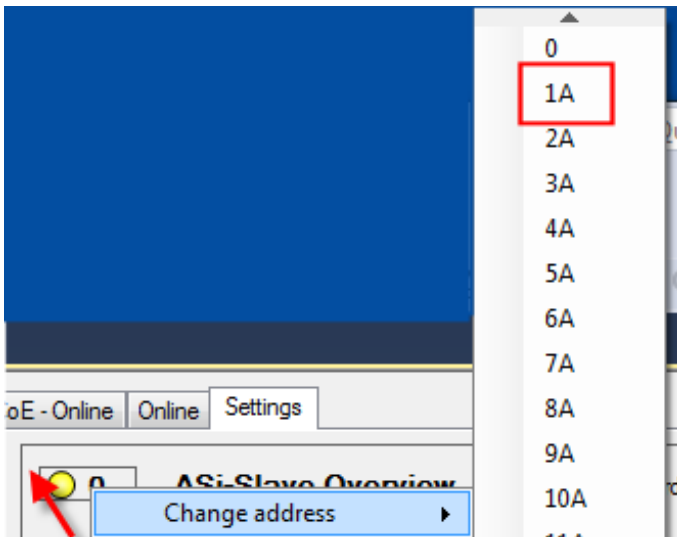 0
1A
2A
3A
4A
5A
6A
7A
8A
9A
10A
11A
oE - Online
Online
Settings
0
ASi-Slave Overview
Change address